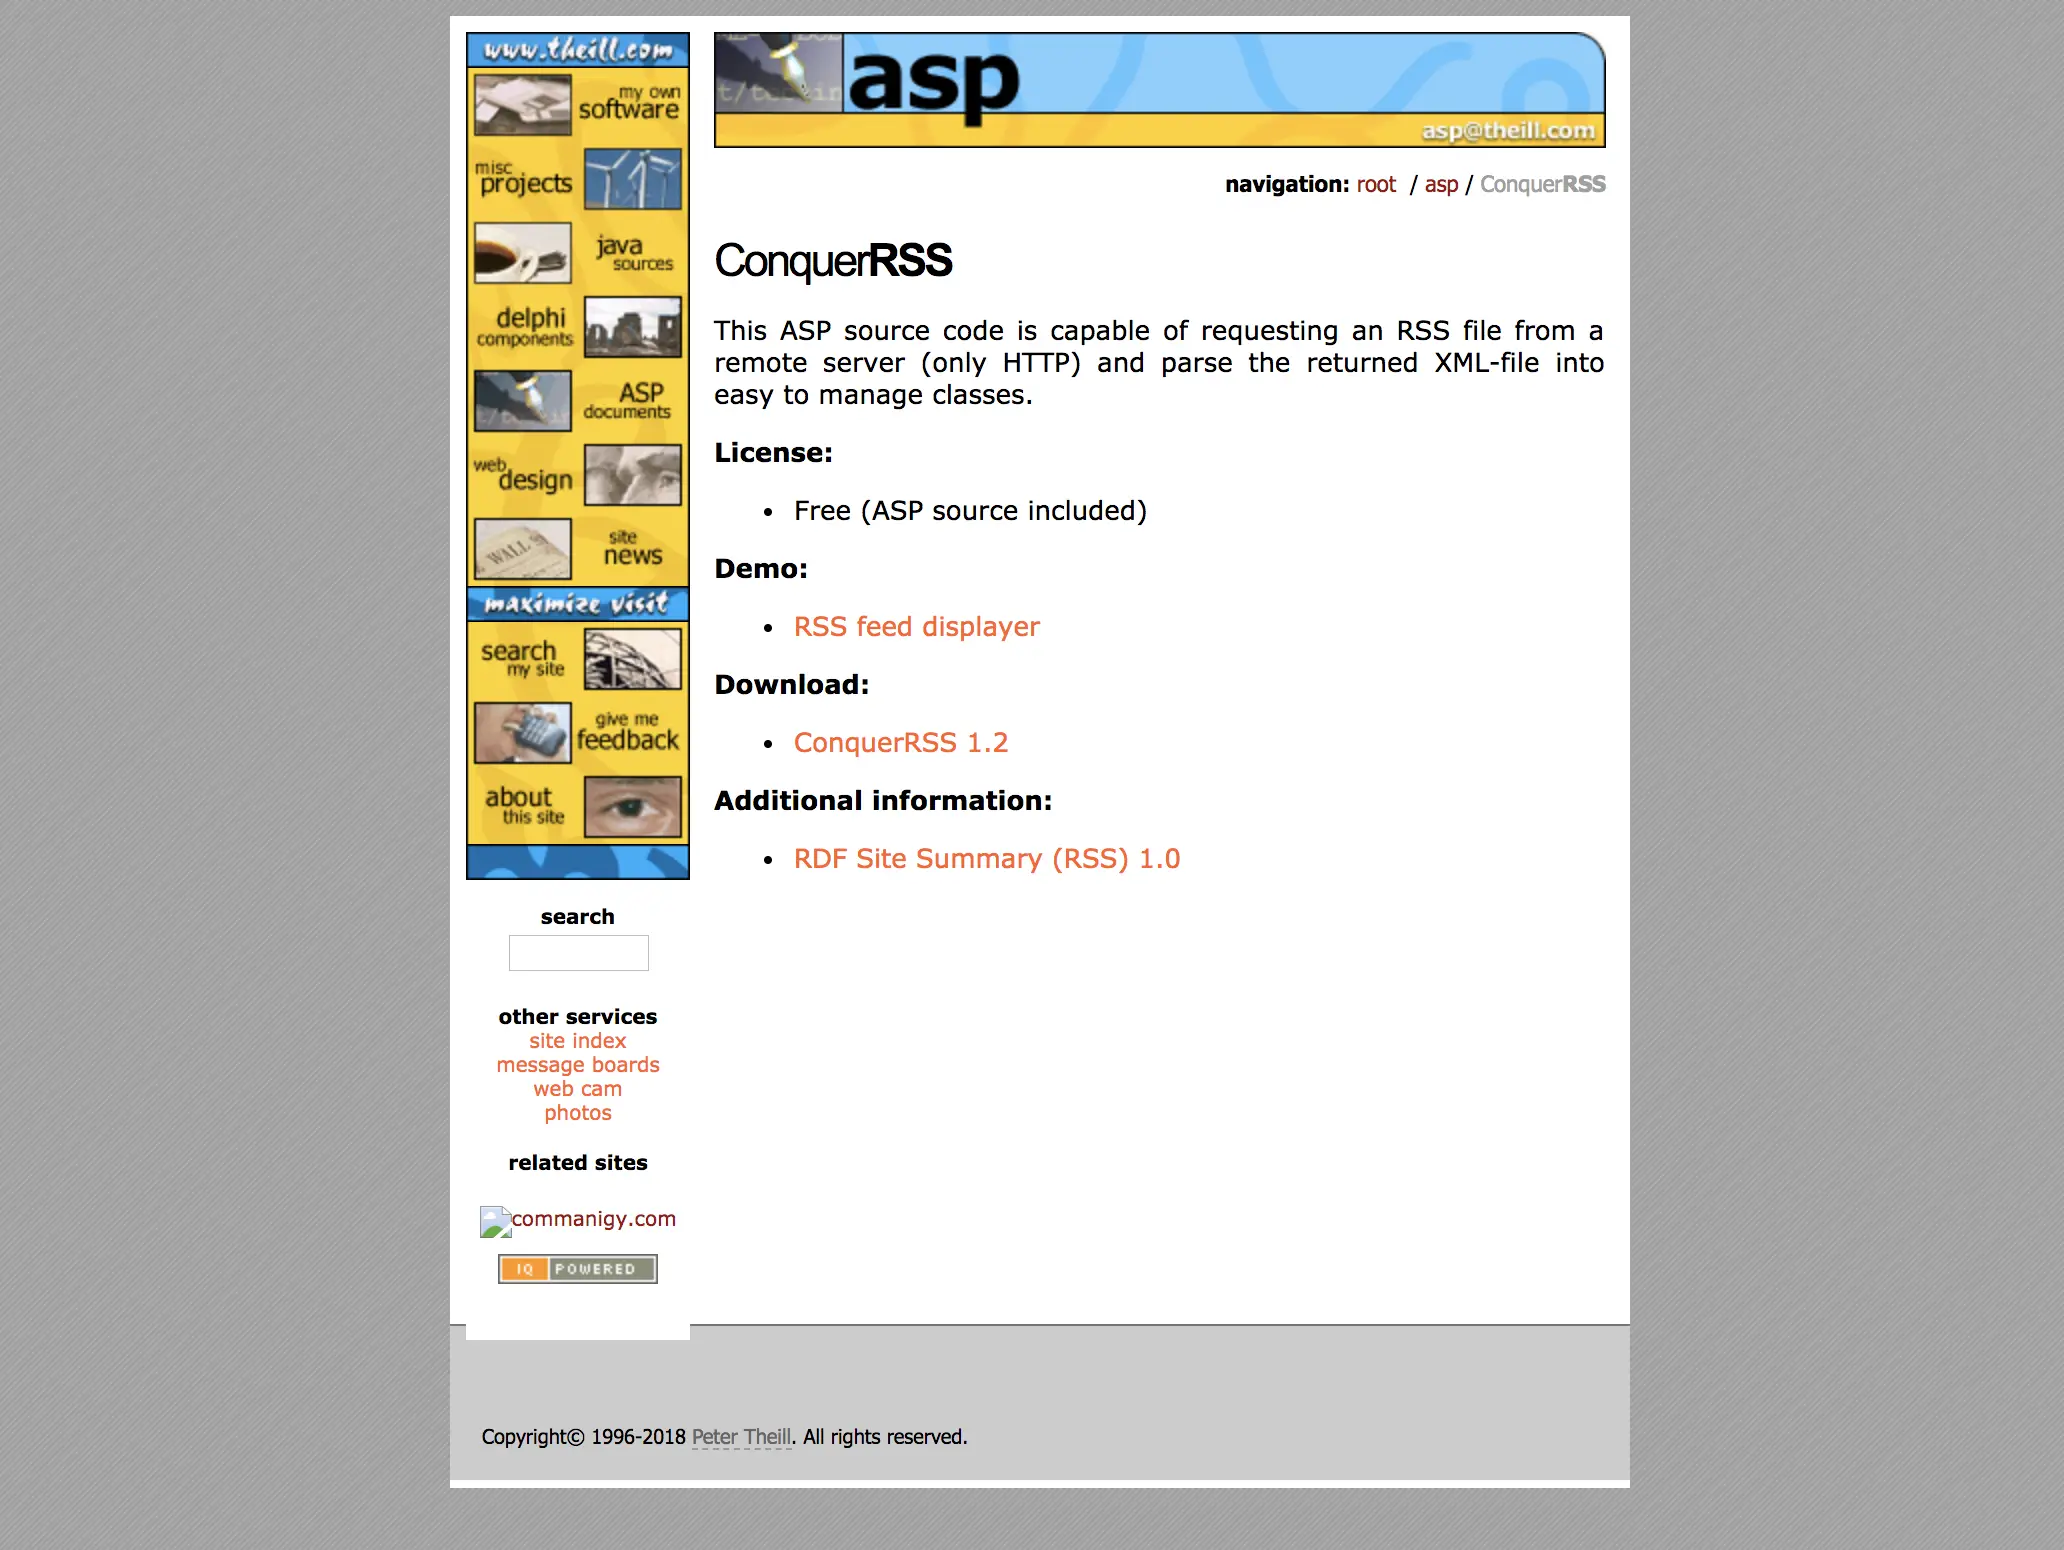 www.theill.com
my own
software
misc
projects
java
sources
delphi
components
ASP
documents
web
design
site
news
maximize visit
search
my site
give me
feedback
about
this site
search
other services
site index
message boards
web cam
photos
related sites
commanigy.com
IQ POWERED
asp
asp@theill.com
navigation: root / asp / ConquerRSS
ConquerRSS
This ASP source code is capable of requesting an RSS file from a
remote server (only HTTP) and parse the returned XML-file into
easy to manage classes.
License:
• Free (ASP source included)
Demo:
• RSS feed displayer
Download:
• ConquerRSS 1.2
Additional information:
• RDF Site Summary (RSS) 1.0
Copyright© 1996-2018 Peter Theill. All rights reserved.